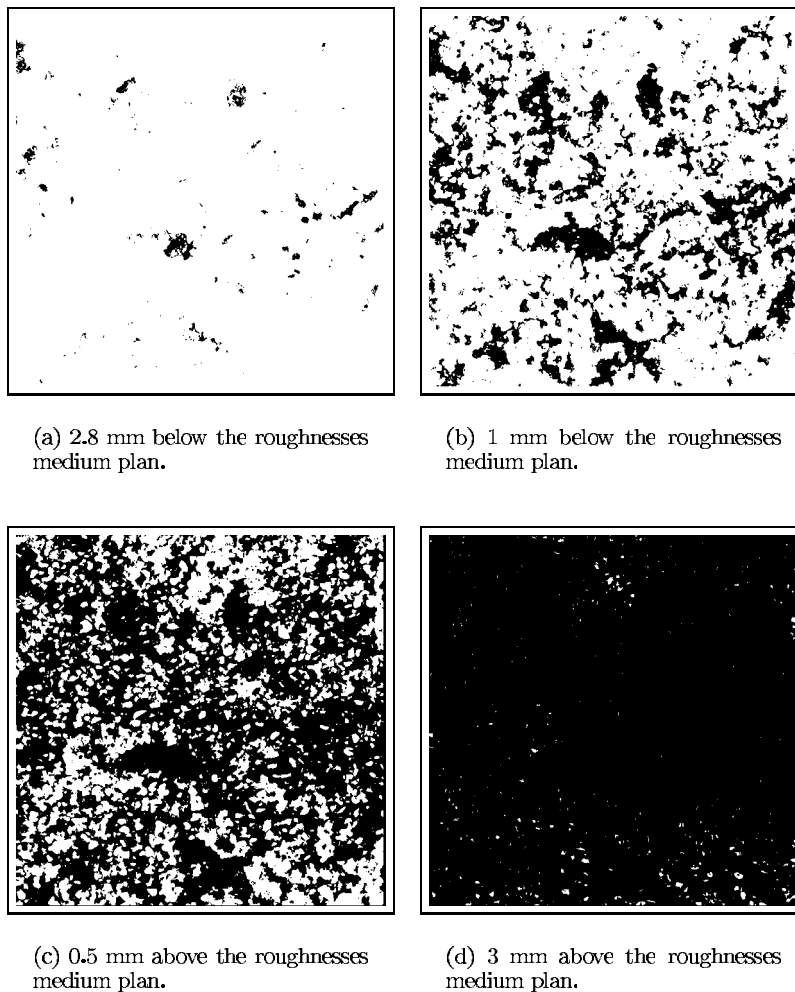 (a) 2.8 mm below the roughnesses
medium plan.
(b) 1 mm below the roughnesses
medium plan.
(c) 0.5 mm above the roughnesses
medium plan.
(d) 3 mm above the roughnesses
medium plan.